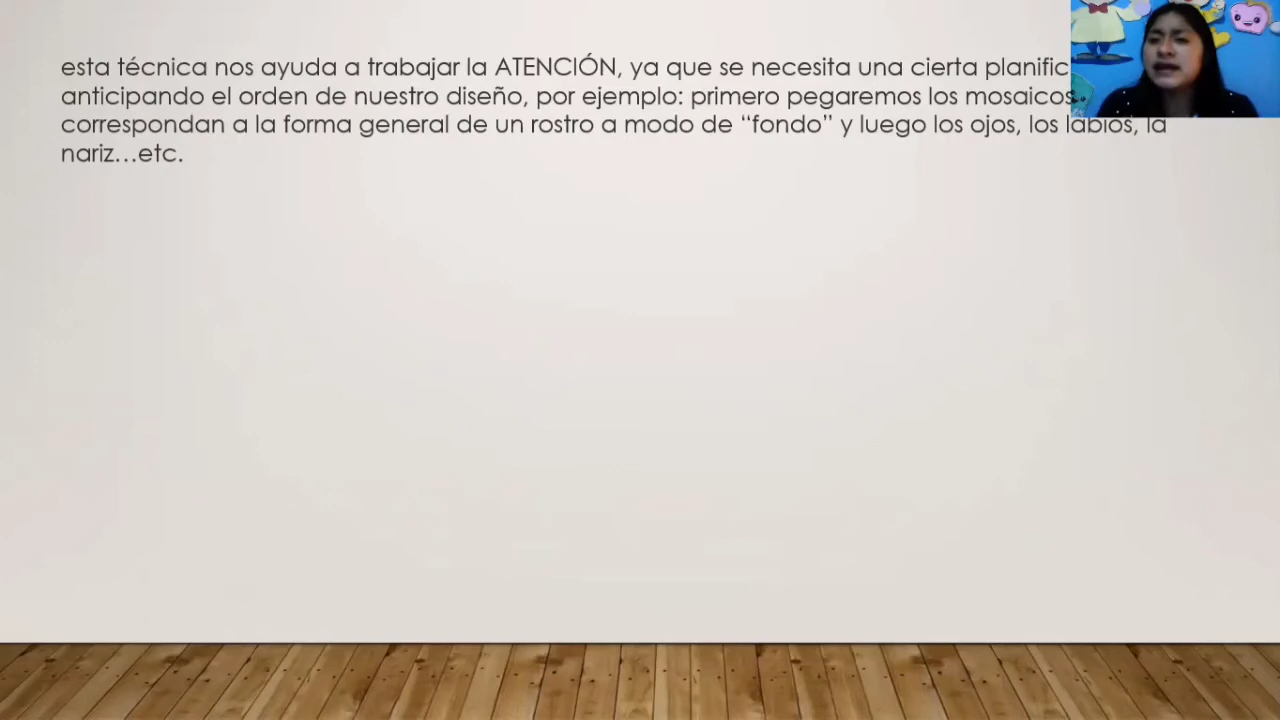 esta técnica nos ayuda a trabajar la ATENCIÓN, ya que se necesita una cierta
anticipando el orden de nuestro diseño, por ejemplo: primero pegaremos los mosaicos
correspondan a la forma general de un rostro a modo de “fondo” y luego los ojos, los labios, la
nariz…etc.